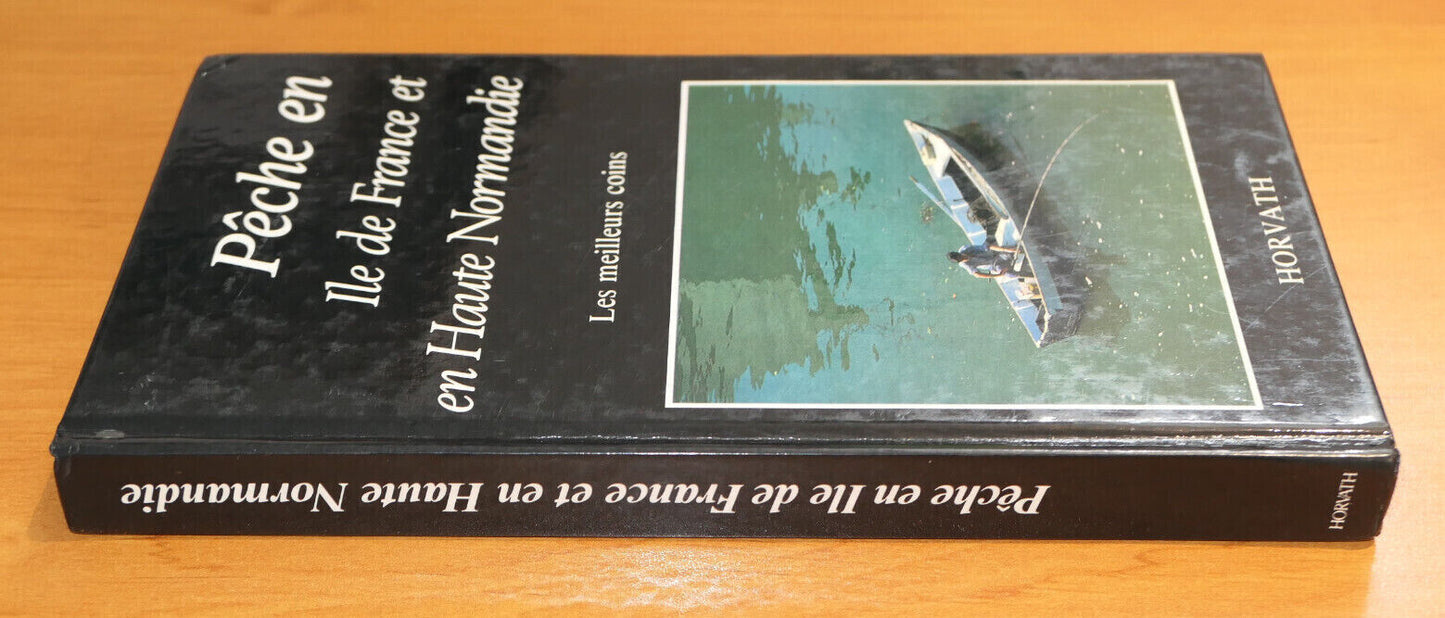 Pêche en
Ile de France et
en Haute Normandie
Les meilleurs coins
HORVATH
Pêche en Ile de France et en Haute Normandie
HORVATH